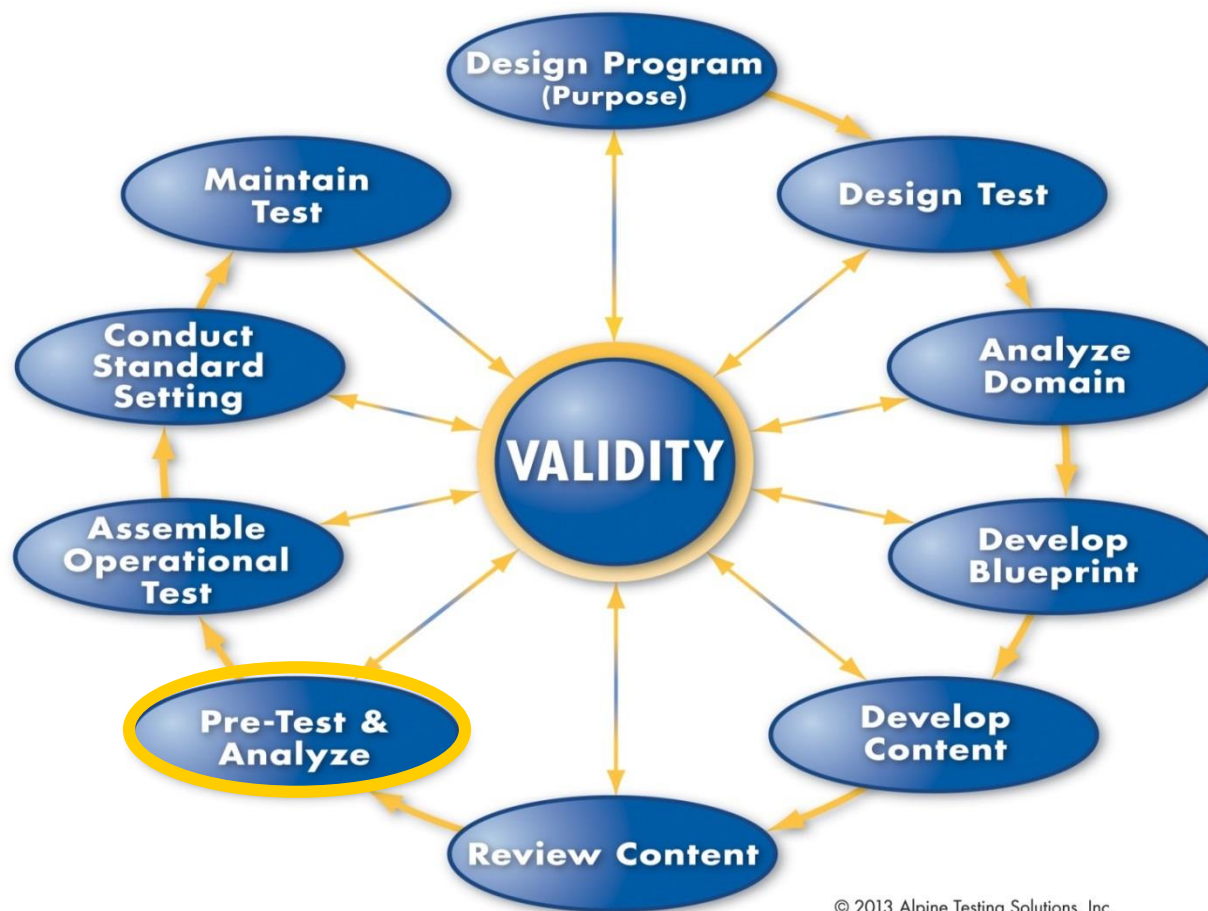 Design Program
(Purpose)
Design Test
Analyze
Domain
Develop
Blueprint
Develop
Content
Review Content
Pre-Test &
Analyze
Assemble
Operational
Test
Conduct
Standard
Setting
Maintain
Test
VALIDITY
© 2013 Alpine Testing Solutions, Inc